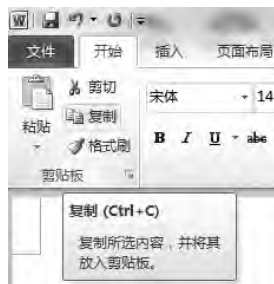 文件 开始 插入 页面布局
剪切
复制
粘贴
格式刷
剪贴板
宋体 14
B I U abc
复制 (Ctrl+C)
复制所选内容，并将其
放入剪贴板。